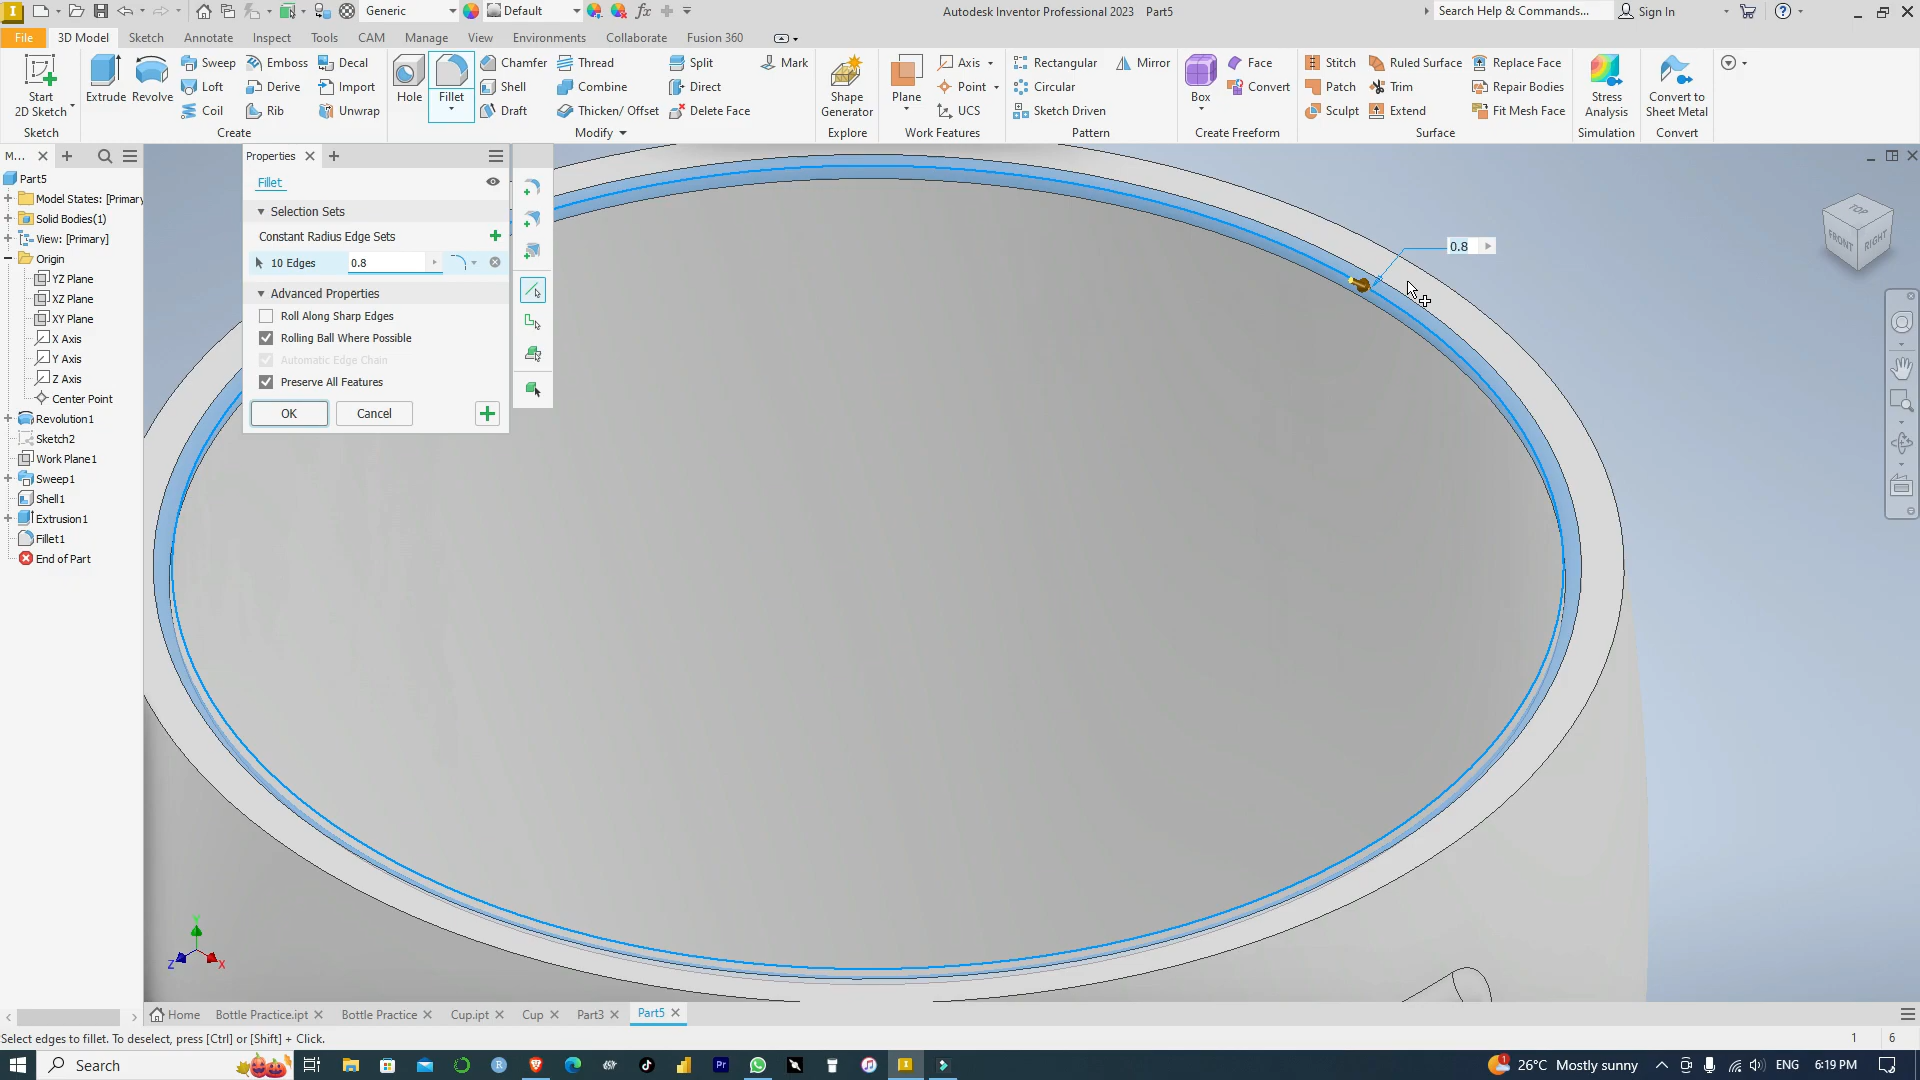 Generic
Default
Autodesk Inventor Professional 2023 Part5
Search Help & Commands...
Sign In
File
3D Model
Sketch
Annotate
Inspect
Tools
CAM
Manage
View
Environments
Collaborate
Fusion 360
Start
2D Sketch
Sketch
Extrude
Revolve
Sweep
Loft
Coil
Emboss
Derive
Rib
Decal
Import
Unwrap
Create
Hole
Fillet
Chamfer
Shell
Draft
Thread
Combine
Thicken/ Offset
Split
Direct
Delete Face
Mark
Modify
Shape
Generator
Explore
Plane
Axis
Point
UCS
Work Features
Rectangular
Circular
Sketch Driven
Mirror
Pattern
Box
Face
Convert
Create Freeform
Stitch
Patch
Sculpt
Ruled Surface
Trim
Extend
Replace Face
Repair Bodies
Fit Mesh Face
Surface
Stress
Analysis
Simulation
Convert to
Sheet Metal
Convert
M...
Part5
Model States: [Primary
Solid Bodies(1)
View: [Primary]
Origin
YZ Plane
XZ Plane
XY Plane
X Axis
Y Axis
Z Axis
Center Point
Revolution1
Sketch2
Work Plane1
Sweep1
Shell1
Extrusion1
Fillet1
End of Part
Properties
Fillet
Selection Sets
Constant Radius Edge Sets
10 Edges 0.8
Advanced Properties
Roll Along Sharp Edges
Rolling Ball Where Possible
Automatic Edge Chain
Preserve All Features
OK
Cancel
0.8
TOP
FRONT
RIGHT
Y
Z
X
Home
Bottle Practice.ipt
Bottle Practice
Cup.ipt
Cup
Part3
Part5
Select edges to fillet. To deselect, press [Ctrl] or [Shift] + Click.
1 6
Search
1
26°C Mostly sunny
ENG
6:19 PM